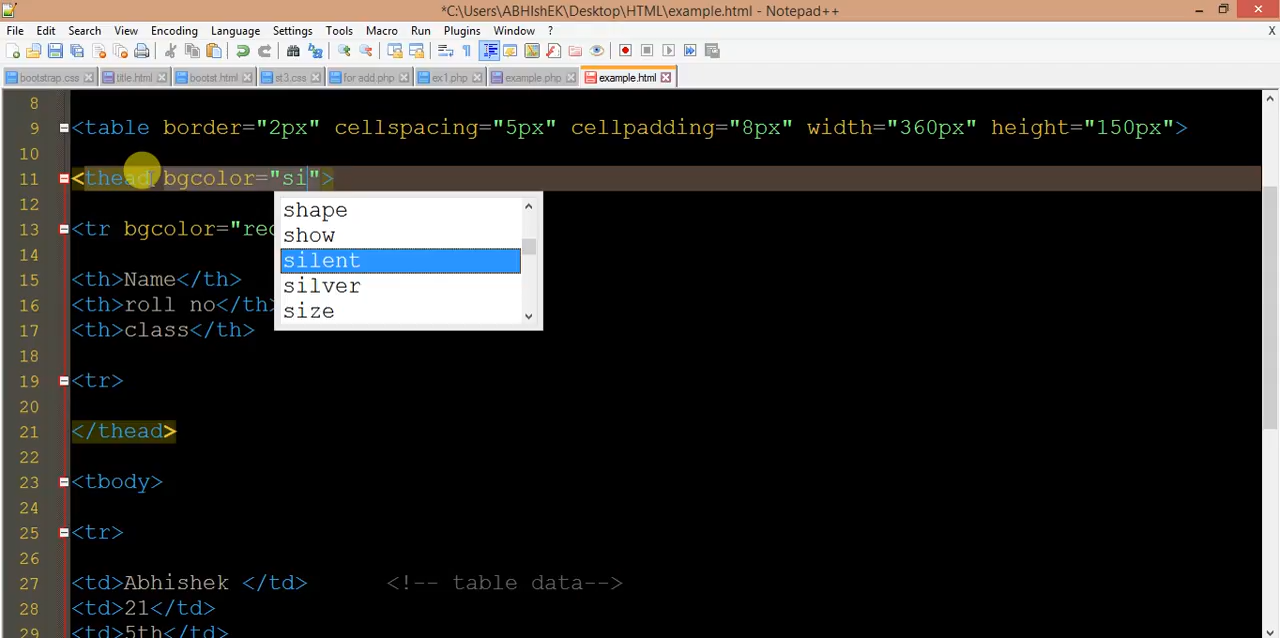 *C:\Users\ABHIshEK\Desktop\HTML\example.html - Notepad++
File Edit Search View Encoding Language Settings Tools Macro Run Plugins Window ? X
bootstrap.css title.html bootst.html st3.css for add.php ex1.php example.php example.html
8
9 <table border="2px" cellspacing="5px" cellpadding="8px" width="360px" height="150px">
10
11 <thead bgcolor="si">
12
shape
13 <tr bgcolor="red
show
14
silent
15 <th>Name</th>
silver
16 <th>roll no</th>
size
17 <th>class</th>
18
19 <tr>
20
21 </thead>
22
23 <tbody>
24
25 <tr>
26
27 <td>Abhishek </td> <!-- table data-->
28 <td>21</td>
29 <td>5th</td>